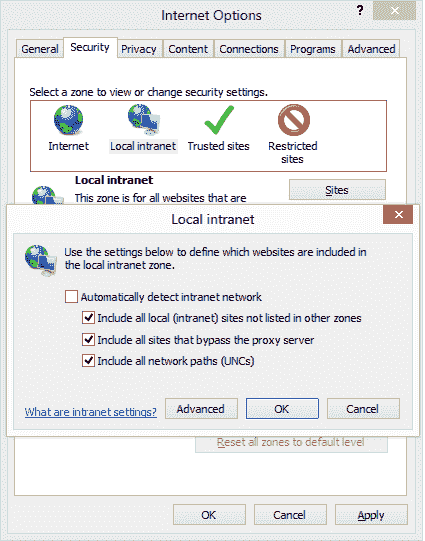 Internet Options
?
General Security Privacy Content Connections Programs Advanced
Select a zone to view or change security settings.
Internet Local intranet Trusted sites Restricted
sites
Local intranet
This zone is for all websites that are
Sites
Local intranet
Use the settings below to define which websites are included
in the local intranet zone.
Automatically detect intranet network
Include all local (intranet) sites not listed in other zones
Include all sites that bypass the proxy server
Include all network paths (UNCs)
What are intranet settings? Advanced OK Cancel
Reset all zones to default level
OK Cancel Apply